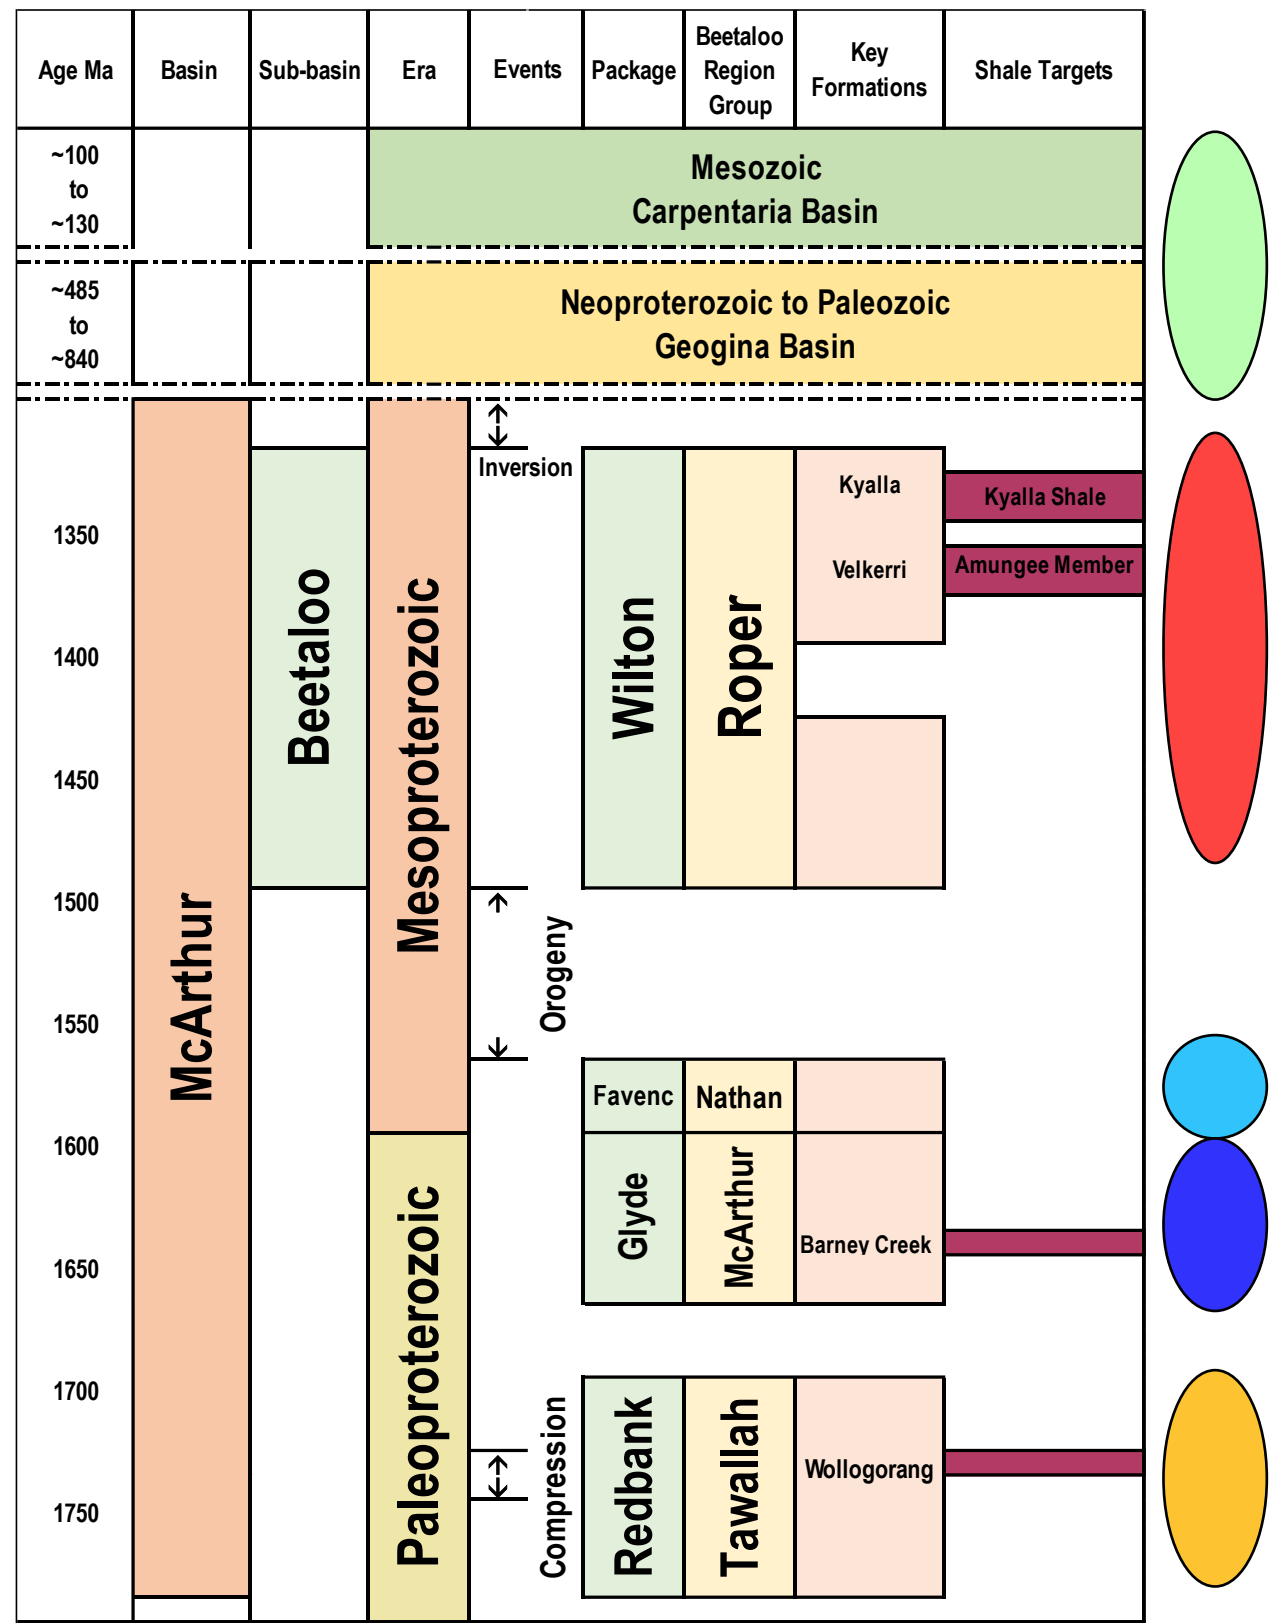 Age Ma
Basin
Sub-basin
Era
Events
Package
Beetaloo
Region
Group
Key
Formations
Shale Targets
~100
to
~130
Mesozoic
Carpentaria Basin
~485
to
~840
Neoproterozoic to Paleozoic
Geogina Basin
McArthur
Beetaloo
Mesoproterozoic
Inversion
Wilton
Roper
Kyalla
Kyalla Shale
1350
Velkerri
Amungee Member
1400
1450
1500
Orogeny
1550
Favenc
Nathan
1600
Paleoproterozoic
Glyde
McArthur
Barney Creek
1650
1700
Compression
Redbank
Tawallah
Wollogorang
1750